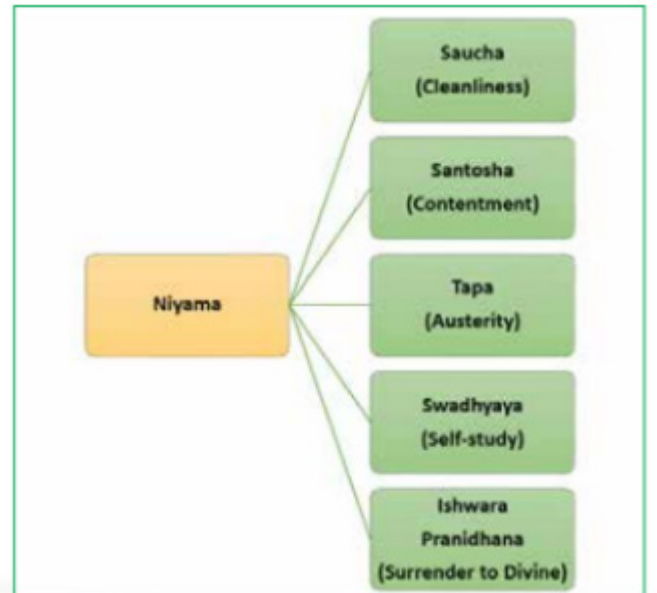 Saucha
(Cleanliness)
Santosha
(Contentment)
Niyama
Tapa
(Austerity)
Swadhyaya
(Self-study)
Ishwara
Pranidhana
(Surrender to Divine)